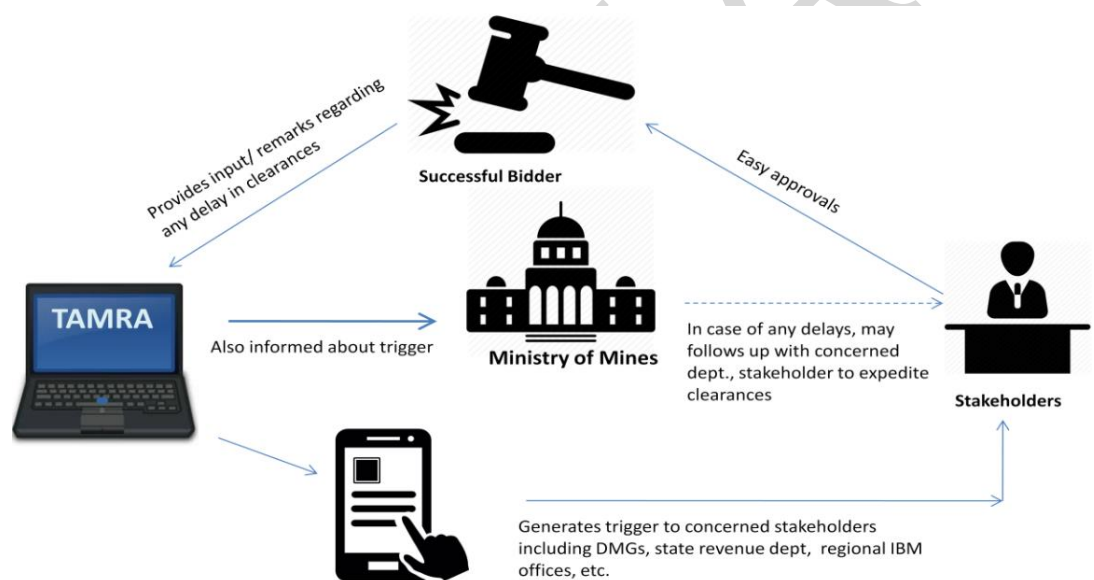 Provides input/ remarks regarding
any delay in clearances
Successful Bidder
Easy approvals
TAMRA
Also informed about trigger
Ministry of Mines
In case of any delays, may
follows up with concerned
dept., stakeholder to expedite
clearances
Stakeholders
Generates trigger to concerned stakeholders
including DMGs, state revenue dept,  regional IBM
offices, etc.